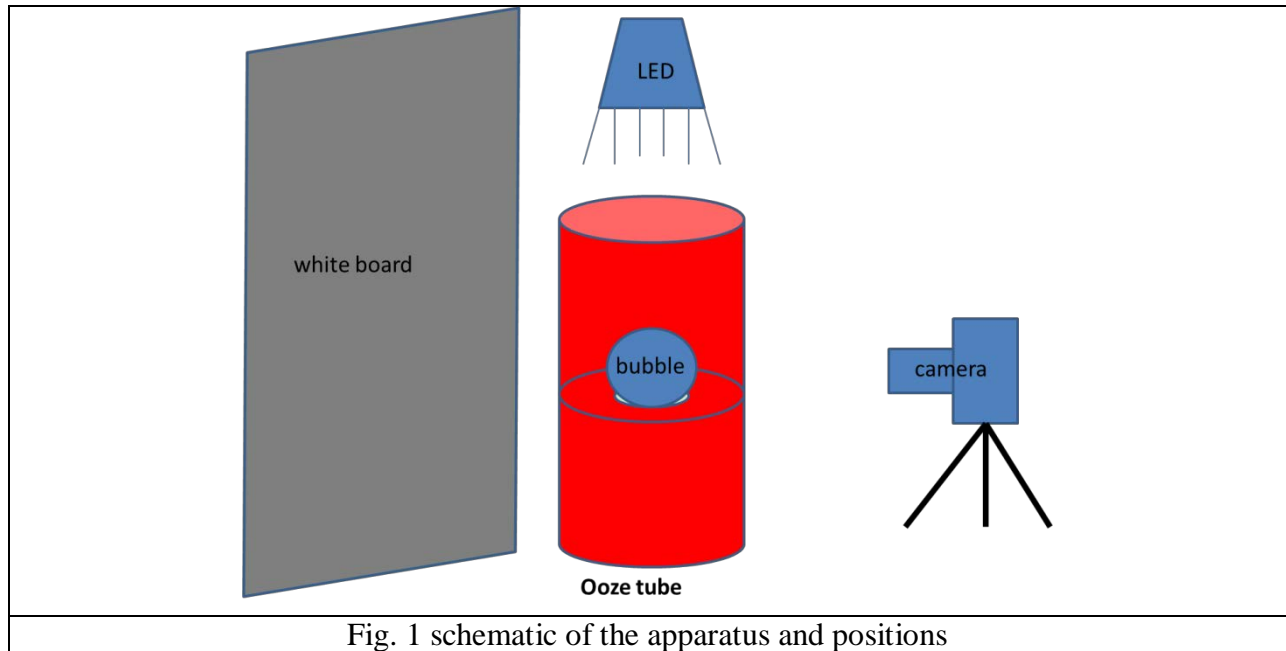 LED
white board
bubble
camera
Ooze tube
Fig. 1 schematic of the apparatus and positions